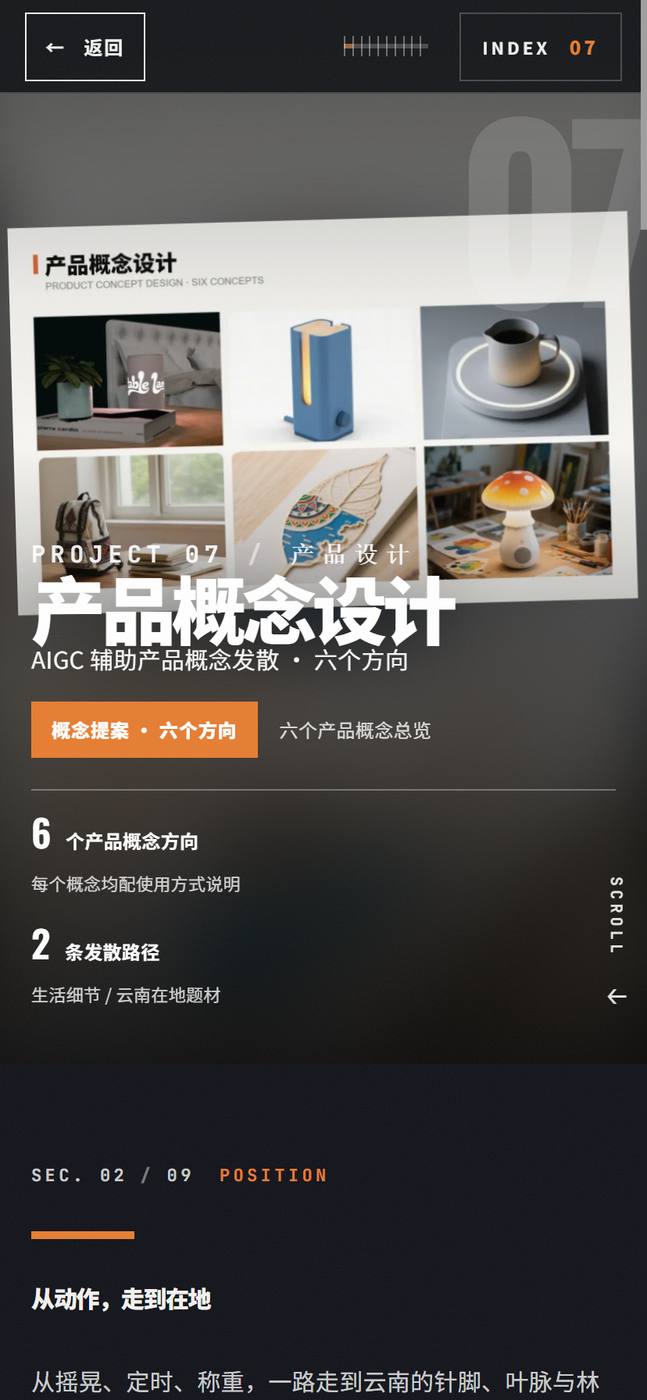 ← 返回
INDEX 07
07
产品概念设计
PRODUCT CONCEPT DESIGN · SIX CONCEPTS
pierre cardin
PROJECT 07 / 产品设计
产品概念设计
AIGC 辅助产品概念发散 · 六个方向
概念提案 · 六个方向
六个产品概念总览
6 个产品概念方向
每个概念均配使用方式说明
2 条发散路径
生活细节 / 云南在地题材
SCROLL
←
SEC. 02 / 09 POSITION
从动作，走到在地
从摇晃、定时、称重，一路走到云南的针脚、叶脉与林